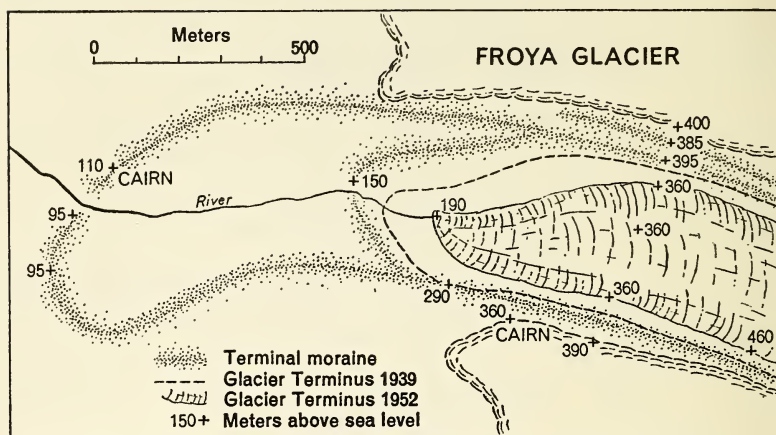 Meters
0 500
FROYA GLACIER
+400
+385
+395
110+
CAIRN
+150
360
River
95+
190
+360
95+
290
360
360
+
CAIRN
390
460
+
Terminal moraine
Glacier Terminus 1939
Glacier Terminus 1952
150+ Meters above sea level